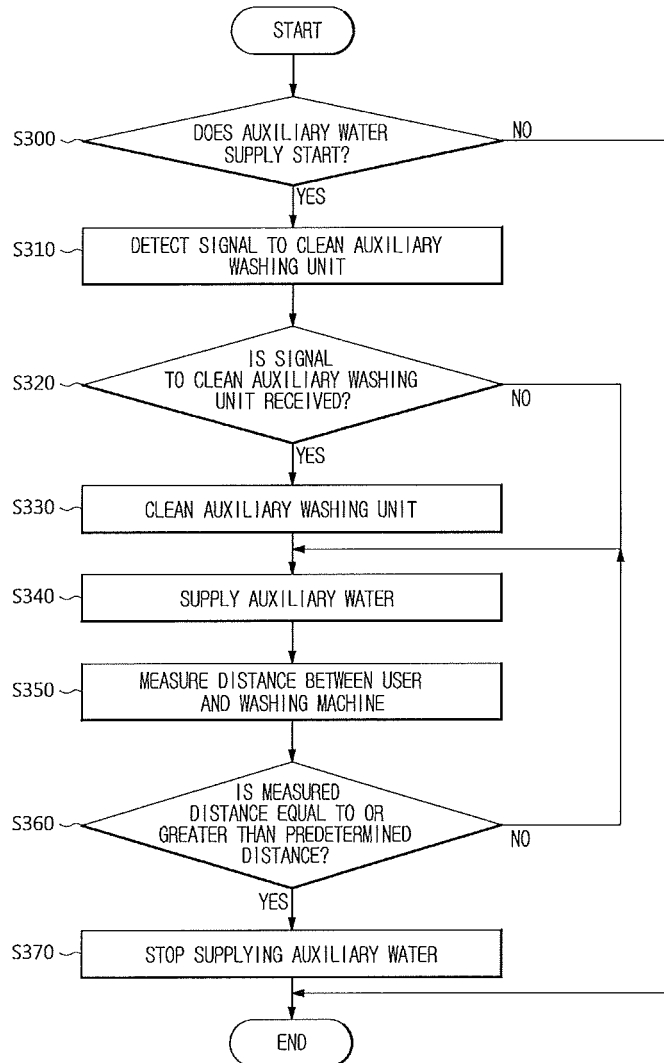 START
S300
DOES AUXILIARY WATER
SUPPLY START?
NO
YES
S310
DETECT SIGNAL TO CLEAN AUXILIARY
WASHING UNIT
S320
IS SIGNAL
TO CLEAN AUXILIARY WASHING
UNIT RECEIVED?
NO
YES
S330
CLEAN AUXILIARY WASHING UNIT
S340
SUPPLY AUXILIARY WATER
S350
MEASURE DISTANCE BETWEEN USER
AND WASHING MACHINE
S360
IS MEASURED
DISTANCE EQUAL TO OR
GREATER THAN PREDETERMINED
DISTANCE?
NO
YES
S370
STOP SUPPLYING AUXILIARY WATER
END